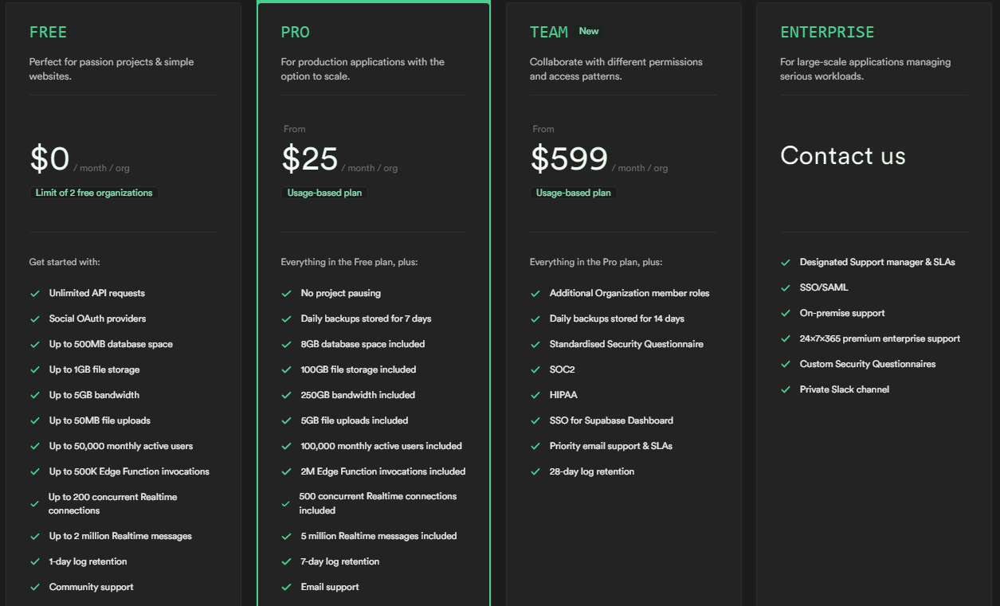 FREE
Perfect for passion projects & simple
websites.
$0 / month / org
Limit of 2 free organizations
Get started with:
Unlimited API requests
Social OAuth providers
Up to 500MB database space
Up to 1GB file storage
Up to 5GB bandwidth
Up to 50MB file uploads
Up to 50,000 monthly active users
Up to 500K Edge Function invocations
Up to 200 concurrent Realtime
connections
Up to 2 million Realtime messages
1-day log retention
Community support
PRO
For production applications with the
option to scale.
From
$25 / month / org
Usage-based plan
Everything in the Free plan, plus:
No project pausing
Daily backups stored for 7 days
8GB database space included
100GB file storage included
250GB bandwidth included
5GB file uploads included
100,000 monthly active users included
2M Edge Function invocations included
500 concurrent Realtime connections
included
5 million Realtime messages included
7-day log retention
Email support
TEAM New
Collaborate with different permissions
and access patterns.
From
$599 / month / org
Usage-based plan
Everything in the Pro plan, plus:
Additional Organization member roles
Daily backups stored for 14 days
Standardised Security Questionnaire
SOC2
HIPAA
SSO for Supabase Dashboard
Priority email support & SLAs
28-day log retention
ENTERPRISE
For large-scale applications managing
serious workloads.
Contact us
Designated Support manager & SLAs
SSO/SAML
On-premise support
24×7×365 premium enterprise support
Custom Security Questionnaires
Private Slack channel